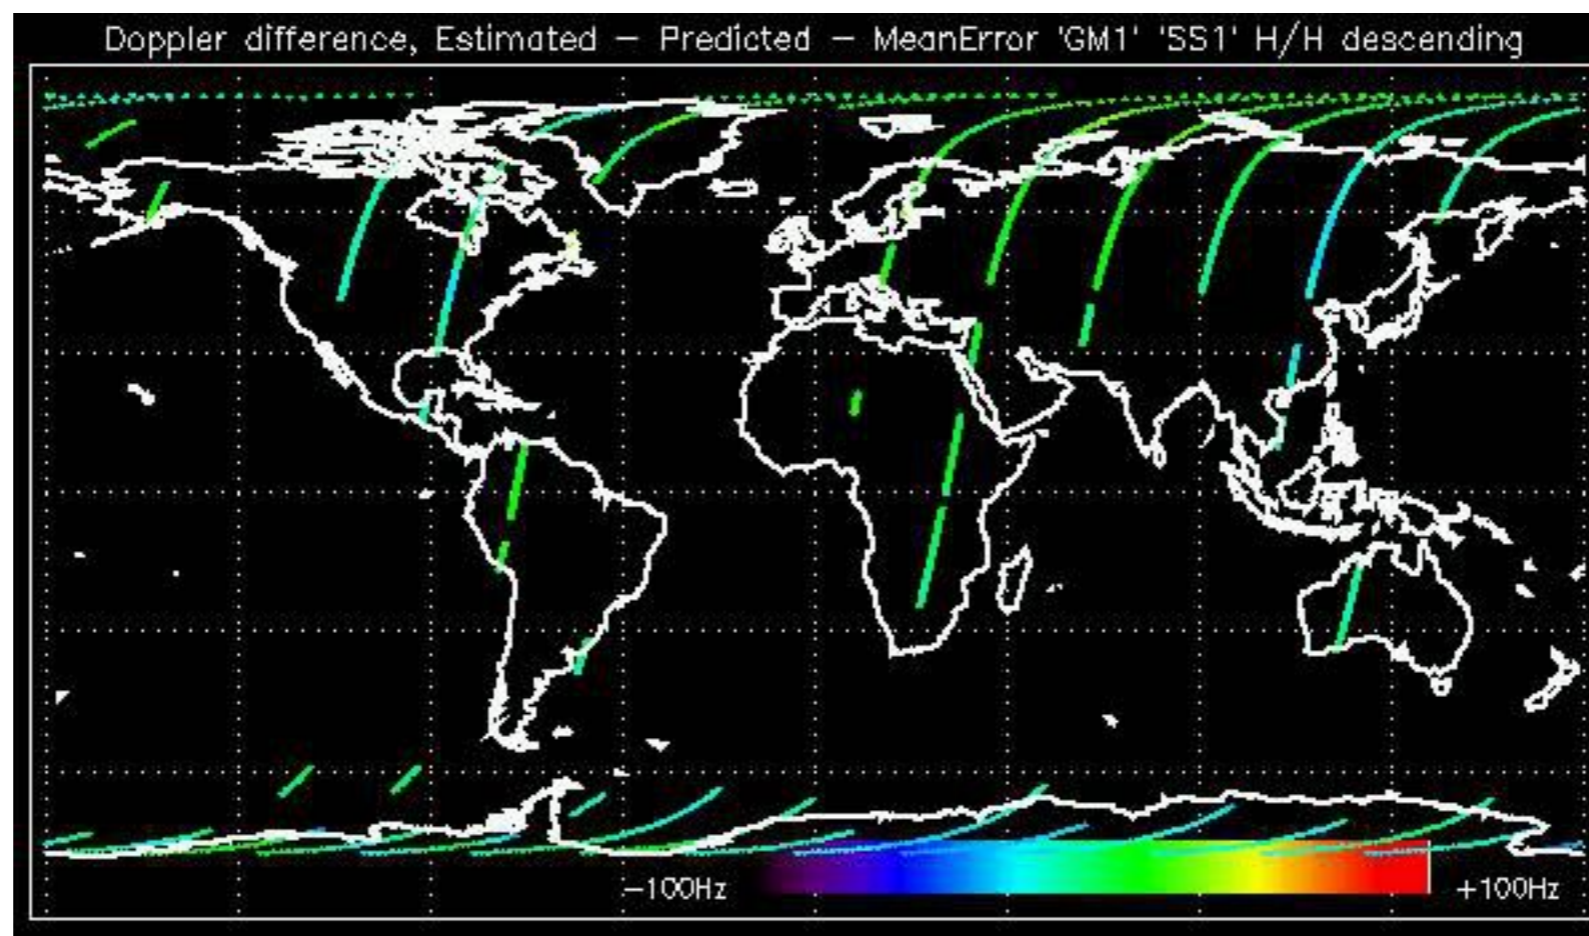 Doppler difference, Estimated – Predicted – MeanError 'GM1' 'SS1' H/H descending
–100Hz +100Hz